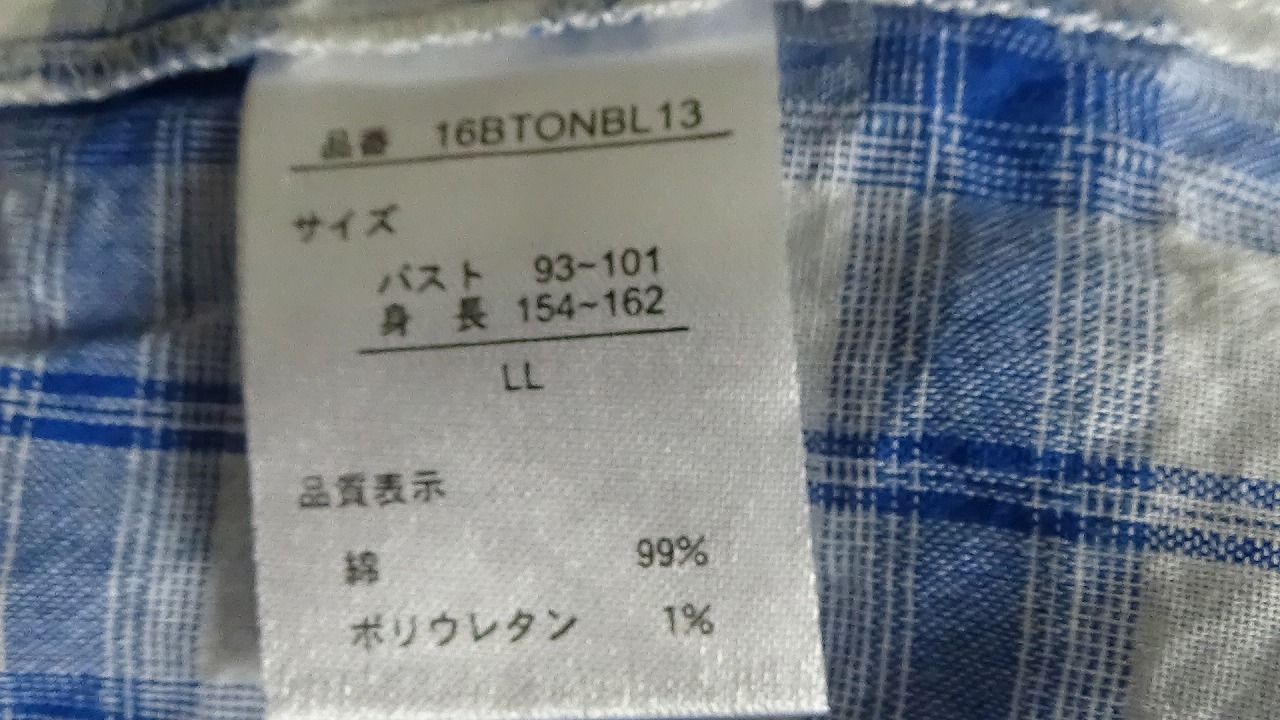 品番 16BTONBL13
サイズ
バスト 93~101
身 長 154~162
LL
品質表示
綿 99%
ポリウレタン 1%